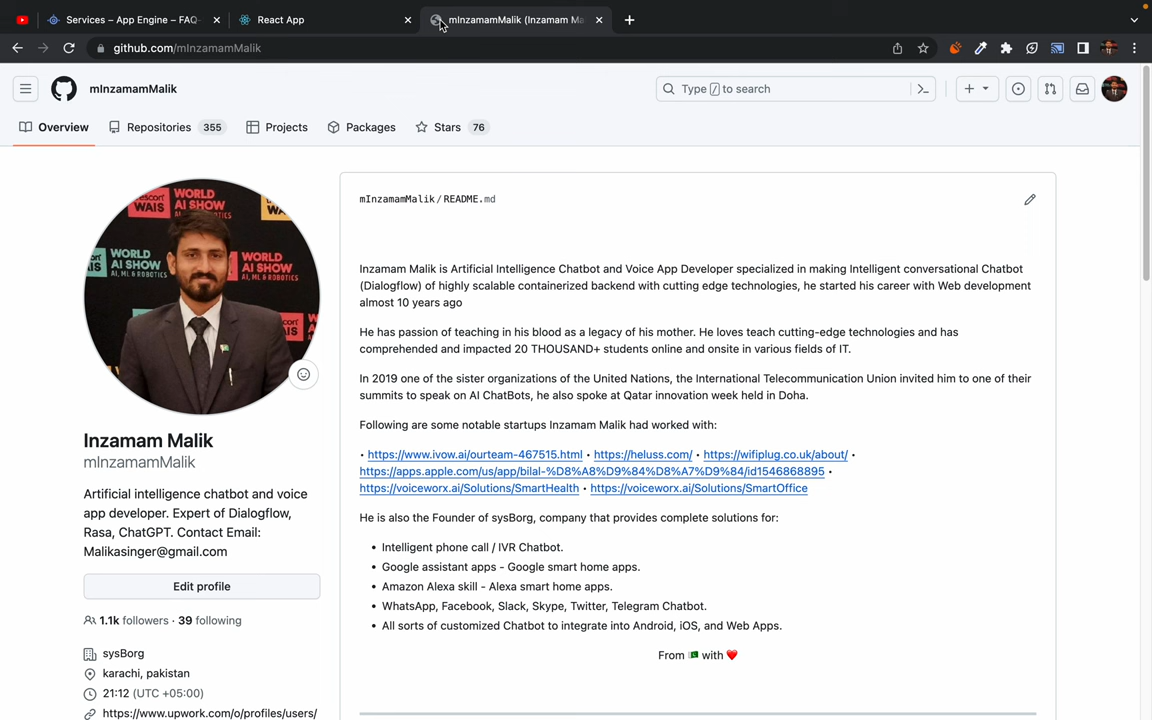 Services – App Engine – FAQ
React App
mInzamamMalik (Inzamam Ma
github.com/mInzamamMalik
mInzamamMalik
Type / to search
Overview
Repositories 355
Projects
Packages
Stars 76
WORLD
AI SHOW
AI, ML & ROBOTICS
WORLD
AI SHOW
WORLD
AI SHOW
AI, ML & ROBOTICS
Inzamam Malik
mInzamamMalik
Artificial intelligence chatbot and voice
app developer. Expert of Dialogflow,
Rasa, ChatGPT. Contact Email:
Malikasinger@gmail.com
Edit profile
1.1k followers · 39 following
sysBorg
karachi, pakistan
21:12 (UTC +05:00)
https://www.upwork.com/o/profiles/users/
mInzamamMalik / README.md
Inzamam Malik is Artificial Intelligence Chatbot and Voice App Developer specialized in making Intelligent conversational Chatbot
(Dialogflow) of highly scalable containerized backend with cutting edge technologies, he started his career with Web development
almost 10 years ago
He has passion of teaching in his blood as a legacy of his mother. He loves teach cutting-edge technologies and has
comprehended and impacted 20 THOUSAND+ students online and onsite in various fields of IT.
In 2019 one of the sister organizations of the United Nations, the International Telecommunication Union invited him to one of their
summits to speak on AI ChatBots, he also spoke at Qatar innovation week held in Doha.
Following are some notable startups Inzamam Malik had worked with:
• https://www.ivow.ai/ourteam-467515.html • https://heluss.com/ • https://wifiplug.co.uk/about/ •
https://apps.apple.com/us/app/bilal-%D8%A8%D9%84%D8%A7%D9%84/id1546868895 •
https://voiceworx.ai/Solutions/SmartHealth • https://voiceworx.ai/Solutions/SmartOffice
He is also the Founder of sysBorg, company that provides complete solutions for:
• Intelligent phone call / IVR Chatbot.
• Google assistant apps - Google smart home apps.
• Amazon Alexa skill - Alexa smart home apps.
• WhatsApp, Facebook, Slack, Skype, Twitter, Telegram Chatbot.
• All sorts of customized Chatbot to integrate into Android, iOS, and Web Apps.
From 🇵🇰 with ❤️